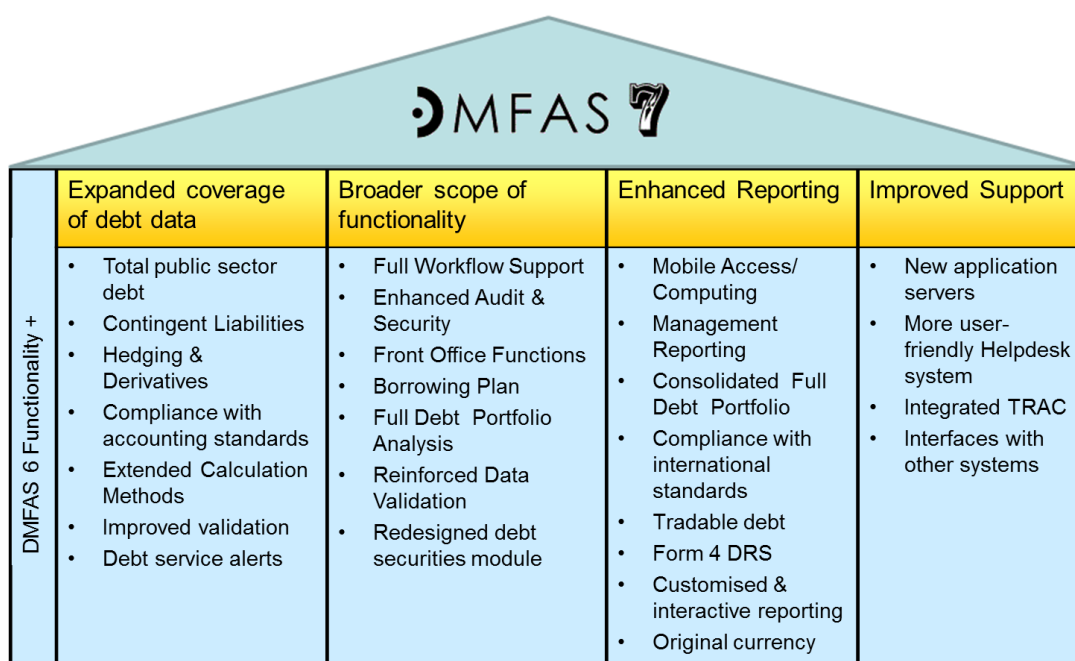 DMFAS 7
DMFAS 6 Functionality +
Expanded coverage
of debt data
• Total public sector
debt
• Contingent Liabilities
• Hedging &
Derivatives
• Compliance with
accounting standards
• Extended Calculation
Methods
• Improved validation
• Debt service alerts
Broader scope of
functionality
• Full Workflow Support
• Enhanced Audit &
Security
• Front Office Functions
• Borrowing Plan
• Full Debt Portfolio
Analysis
• Reinforced Data
Validation
• Redesigned debt
securities module
Enhanced Reporting
• Mobile Access/
Computing
• Management
Reporting
• Consolidated Full
Debt Portfolio
• Compliance with
international
standards
• Tradable debt
• Form 4 DRS
• Customised &
interactive reporting
• Original currency
Improved Support
• New application
servers
• More user-
friendly Helpdesk
system
• Integrated TRAC
• Interfaces with
other systems